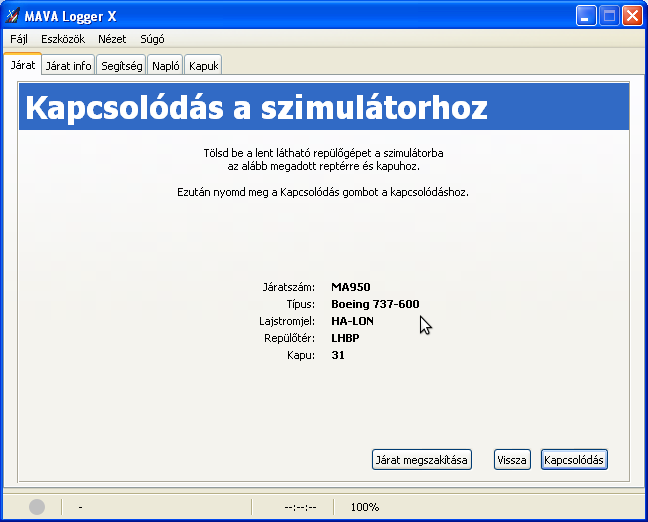 MAVA Logger X
Fájl Eszközök Nézet Súgó
Járat Járat info Segítség Napló Kapuk
Kapcsolódás a szimulátorhoz
Tölsd be a lent látható repülőgépet a szimulátorba
az alább megadott reptérre és kapuhoz.
Ezután nyomd meg a Kapcsolódás gombot a kapcsolódáshoz.
Járatszám: MA950
Típus: Boeing 737-600
Lajstromjel: HA-LON
Repülőtér: LHBP
Kapu: 31
Járat megszakítása Vissza Kapcsolódás
- --:--:-- 100%